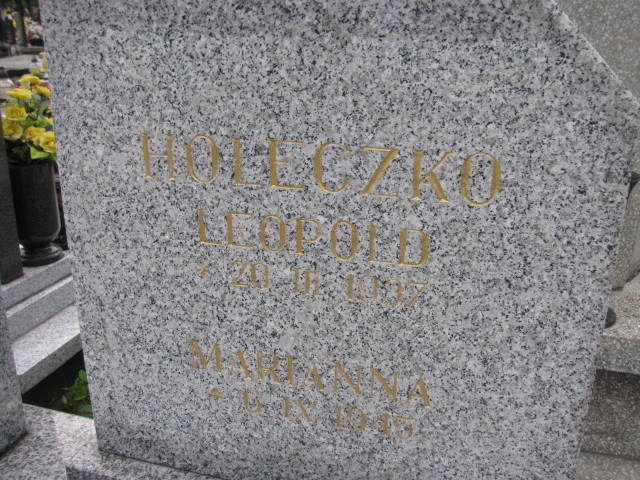 HOLECZKO
LEOPOLD
* 20 III 1937
MARIANNA
* 6 IX 1945